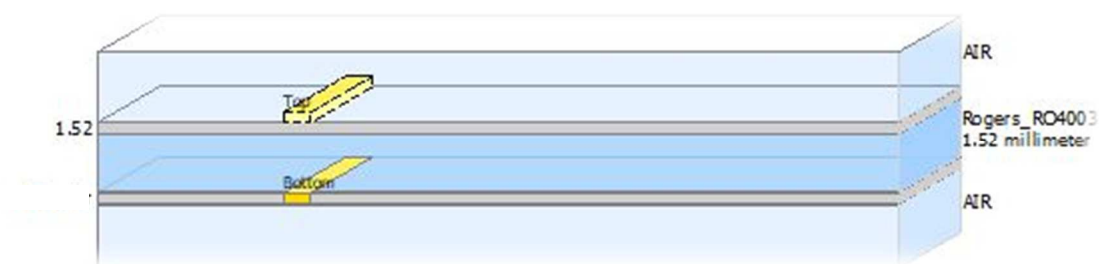 AIR
Top
1.52
Rogers_RO4003
1.52 millimeter
Bottom
AIR